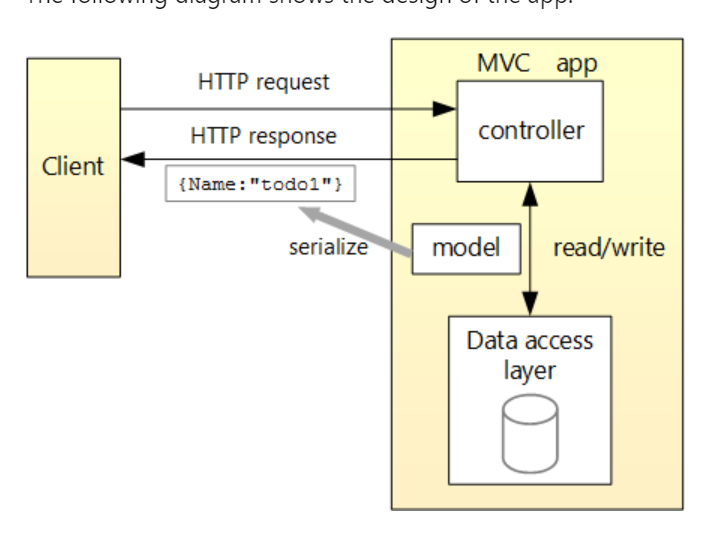 The following diagram shows the design of the app.
MVC app
HTTP request
controller
HTTP response
Client
{Name:"todo1"}
serialize
model
read/write
Data access
layer